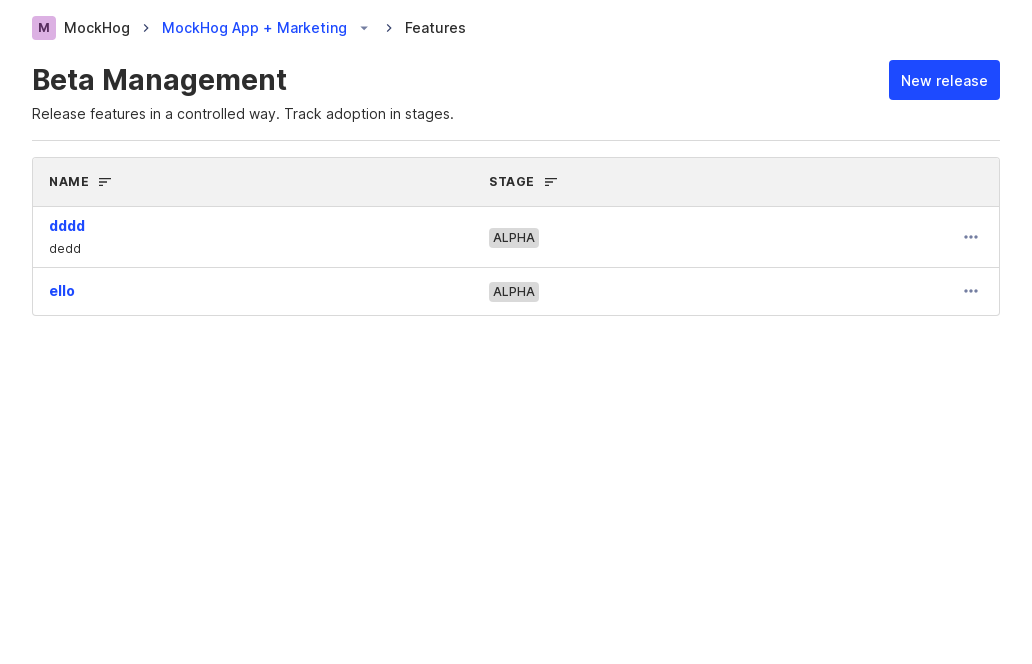 M MockHog MockHog App + Marketing Features
Beta Management
New release
Release features in a controlled way. Track adoption in stages.
NAME STAGE
dddd
dedd
ALPHA
ello ALPHA